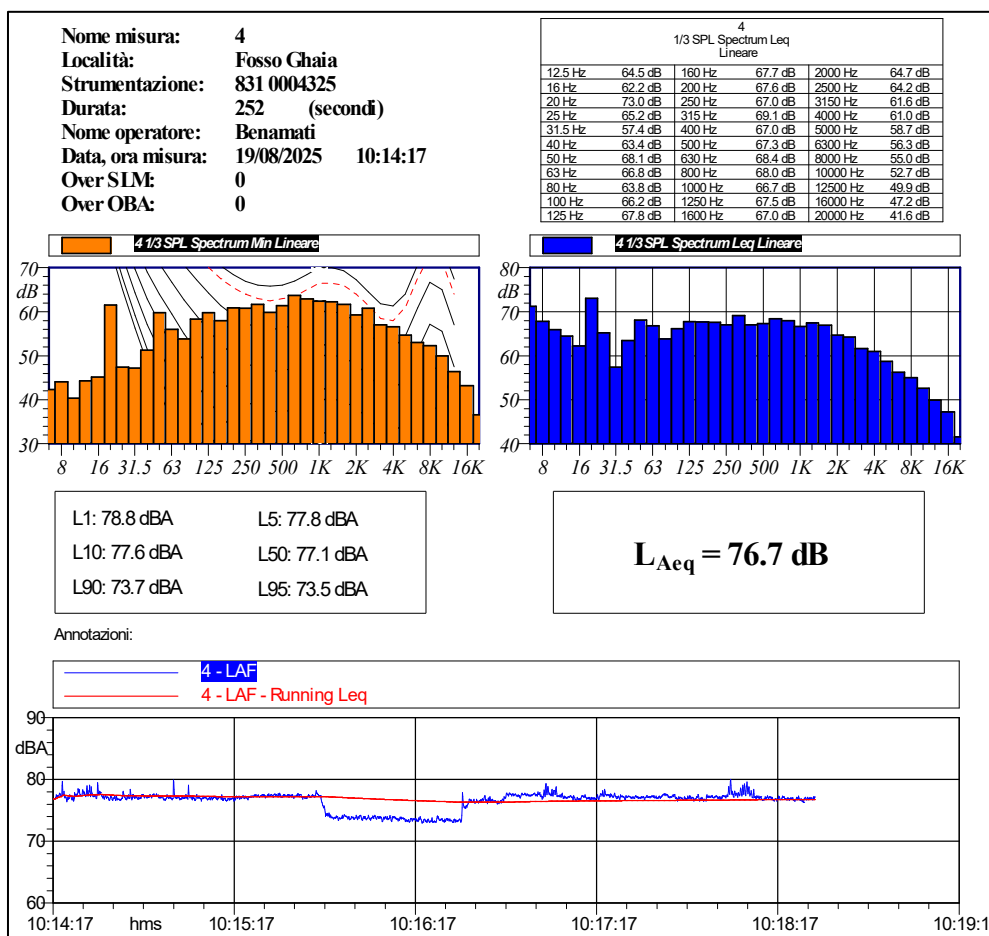 Nome misura: 4
Località: Fosso Ghaia
Strumentazione: 831 0004325
Durata: 252 (secondi)
Nome operatore: Benamati
Data, ora misura: 19/08/2025 10:14:17
Over SLM: 0
Over OBA: 0
4
1/3 SPL Spectrum Leq
Lineare
12.5 Hz 64.5 dB 160 Hz 67.7 dB 2000 Hz 64.7 dB
16 Hz 62.2 dB 200 Hz 67.6 dB 2500 Hz 64.2 dB
20 Hz 73.0 dB 250 Hz 67.0 dB 3150 Hz 61.6 dB
25 Hz 65.2 dB 315 Hz 69.1 dB 4000 Hz 61.0 dB
31.5 Hz 57.4 dB 400 Hz 67.0 dB 5000 Hz 58.7 dB
40 Hz 63.4 dB 500 Hz 67.3 dB 6300 Hz 56.3 dB
50 Hz 68.1 dB 630 Hz 68.4 dB 8000 Hz 55.0 dB
63 Hz 66.8 dB 800 Hz 68.0 dB 10000 Hz 52.7 dB
80 Hz 63.8 dB 1000 Hz 66.7 dB 12500 Hz 49.9 dB
100 Hz 66.2 dB 1250 Hz 67.5 dB 16000 Hz 47.2 dB
125 Hz 67.8 dB 1600 Hz 67.0 dB 20000 Hz 41.6 dB
4 1/3 SPL Spectrum Min Lineare
70
dB
60
50
40
30
8 16 31.5 63 125 250 500 1K 2K 4K 8K 16K
4 1/3 SPL Spectrum Leq Lineare
80
dB
70
60
50
40
8 16 31.5 63 125 250 500 1K 2K 4K 8K 16K
L1: 78.8 dBA L5: 77.8 dBA
L10: 77.6 dBA L50: 77.1 dBA
L90: 73.7 dBA L95: 73.5 dBA
LAeq = 76.7 dB
Annotazioni:
4 - LAF
4 - LAF - Running Leq
90
dBA
80
70
60
10:14:17 hms 10:15:17 10:16:17 10:17:17 10:18:17 10:19:1